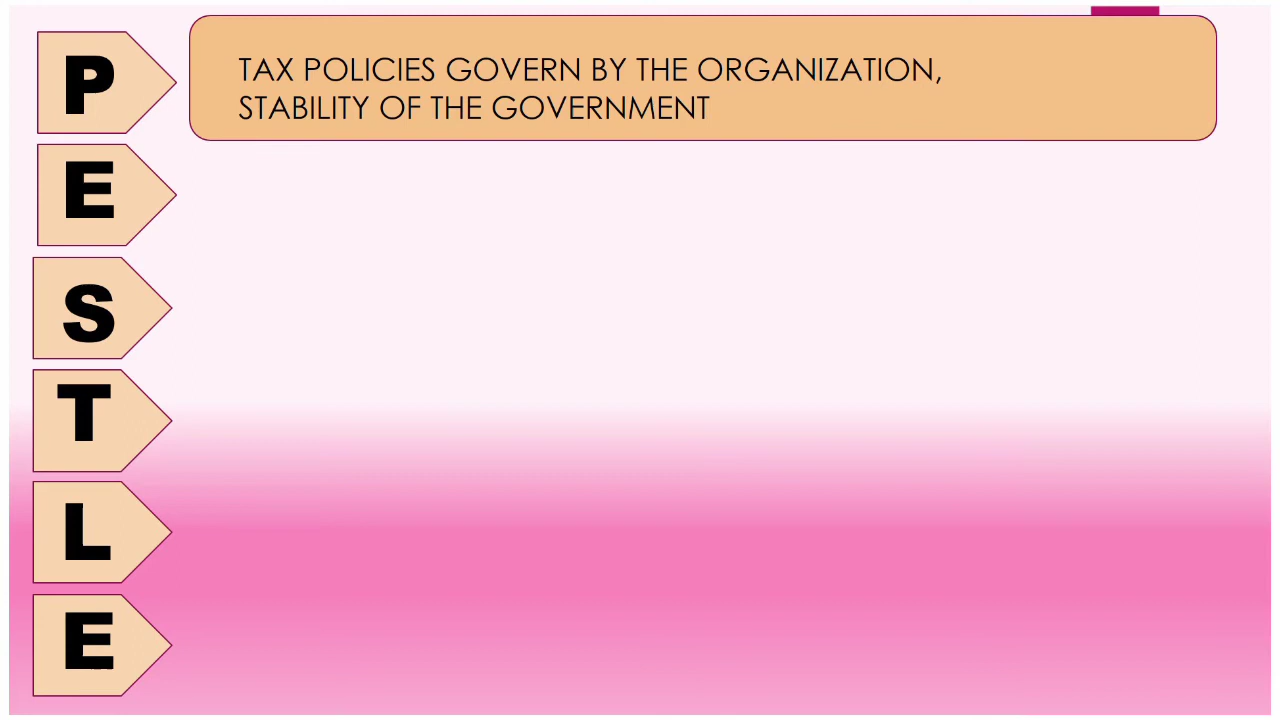 P
TAX POLICIES GOVERN BY THE ORGANIZATION,
STABILITY OF THE GOVERNMENT
E
S
T
L
E